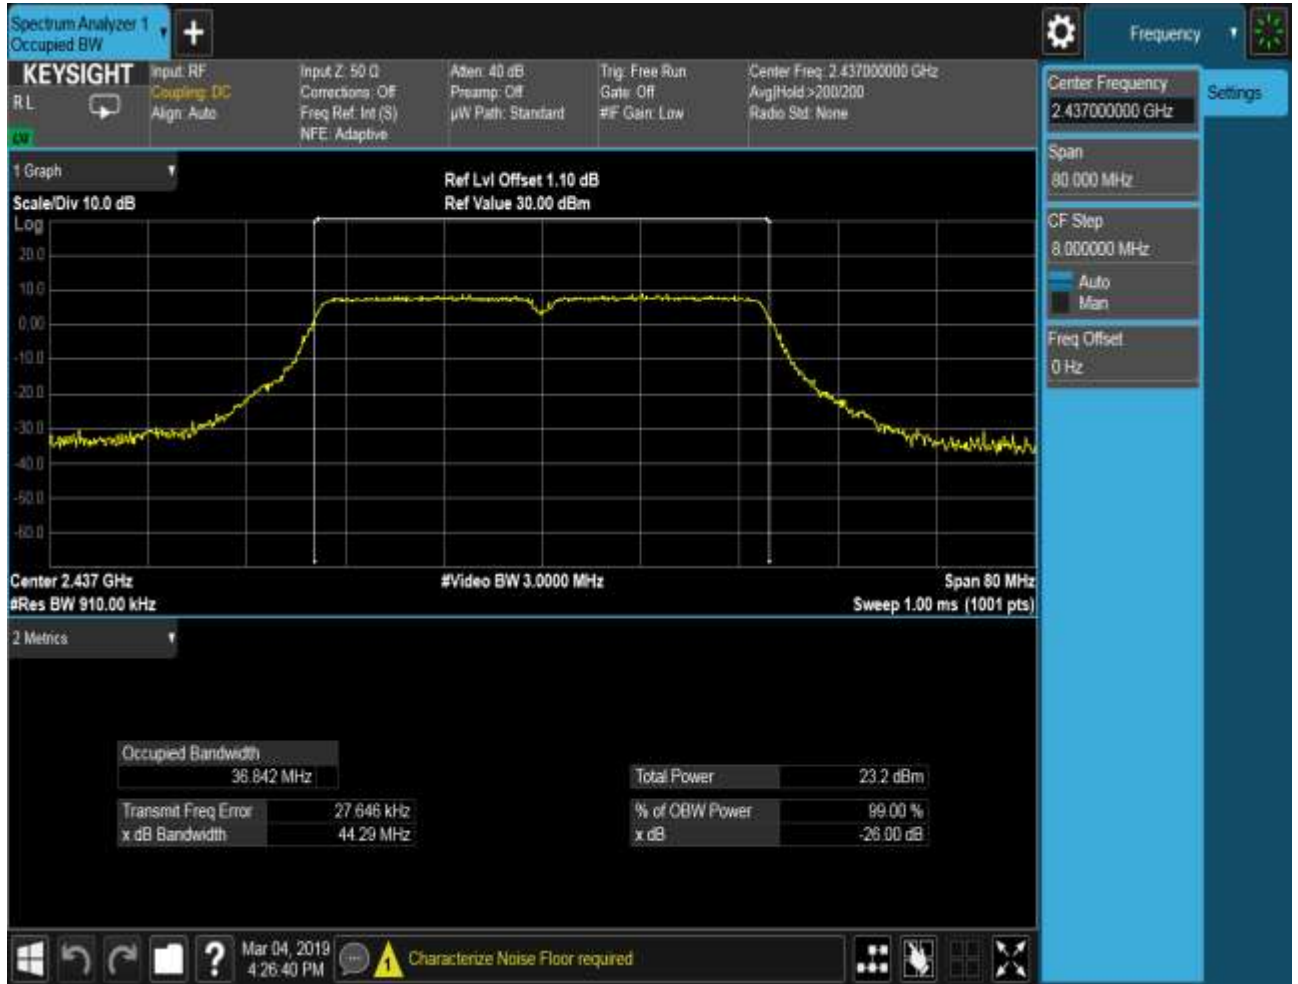 Spectrum Analyzer 1
Occupied BW
Frequency
KEYSIGHT
RL
Input: RF
Coupling: DC
Align: Auto
Input Z: 50 Ω
Corrections: Off
Freq Ref: Int (S)
NFE: Adaptive
Atten: 40 dB
Preamp: Off
µW Path: Standard
Trig: Free Run
Gate: Off
#IF Gain: Low
Center Freq: 2.437000000 GHz
Avg|Hold:>200/200
Radio Std: None
Center Frequency
2.437000000 GHz
Settings
Span
80.000 MHz
CF Step
8.000000 MHz
Auto
Man
Freq Offset
0 Hz
1 Graph
Scale/Div 10.0 dB
Ref Lvl Offset 1.10 dB
Ref Value 30.00 dBm
Log
20.0
10.0
0.00
-10.0
-20.0
-30.0
-40.0
-50.0
-60.0
Center 2.437 GHz
#Video BW 3.0000 MHz
Span 80 MHz
#Res BW 910.00 kHz
Sweep 1.00 ms (1001 pts)
2 Metrics
Occupied Bandwidth
36.842 MHz
Total Power 23.2 dBm
Transmit Freq Error 27.646 kHz
% of OBW Power 99.00 %
x dB Bandwidth 44.29 MHz
x dB -26.00 dB
?
Mar 04, 2019
4:26:40 PM
1
Characterize Noise Floor required